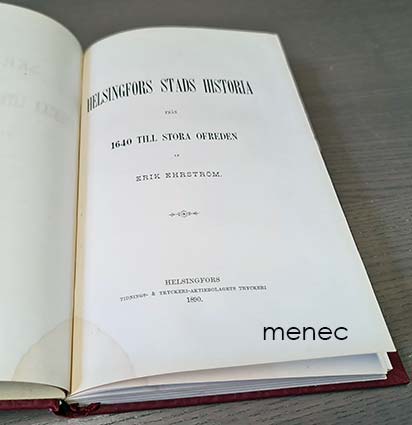 HELSINGFORS STADS HISTORIA
FRÅN
1640 TILL STORA OFREDEN
AF
ERIK EHRSTRÖM.
HELSINGFORS
TIDNINGS- & TRYCKERI-AKTIEBOLAGETS TRYCKERI
1890.
menec